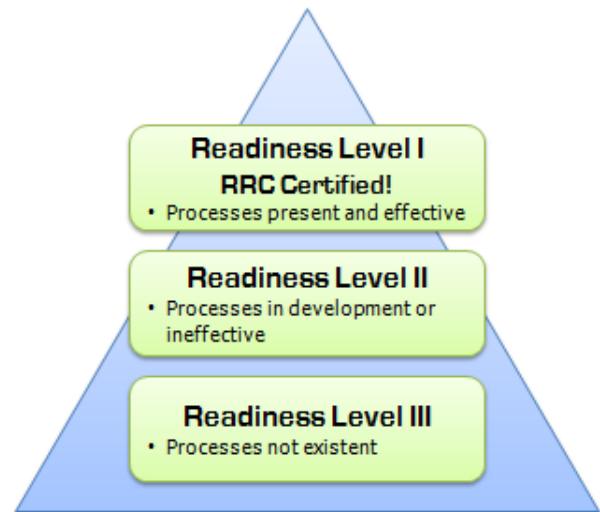 Readiness Level I
RRC Certified!
• Processes present and effective
Readiness Level II
• Processes in development or
ineffective
Readiness Level III
• Processes not existent